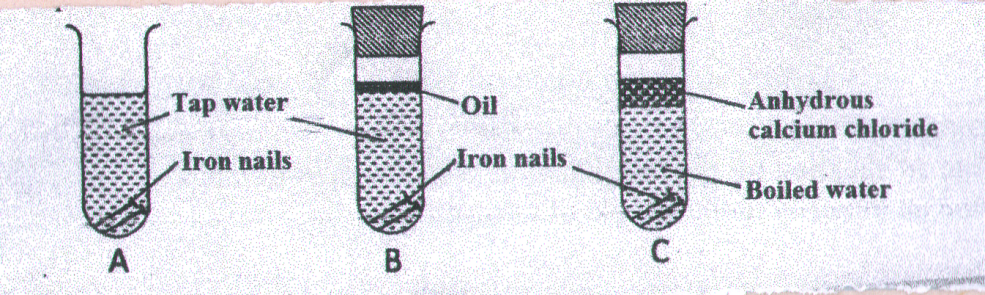 Tap water
Iron nails
Oil
Iron nails
Anhydrous
calcium chloride
Boiled water
A
B
C